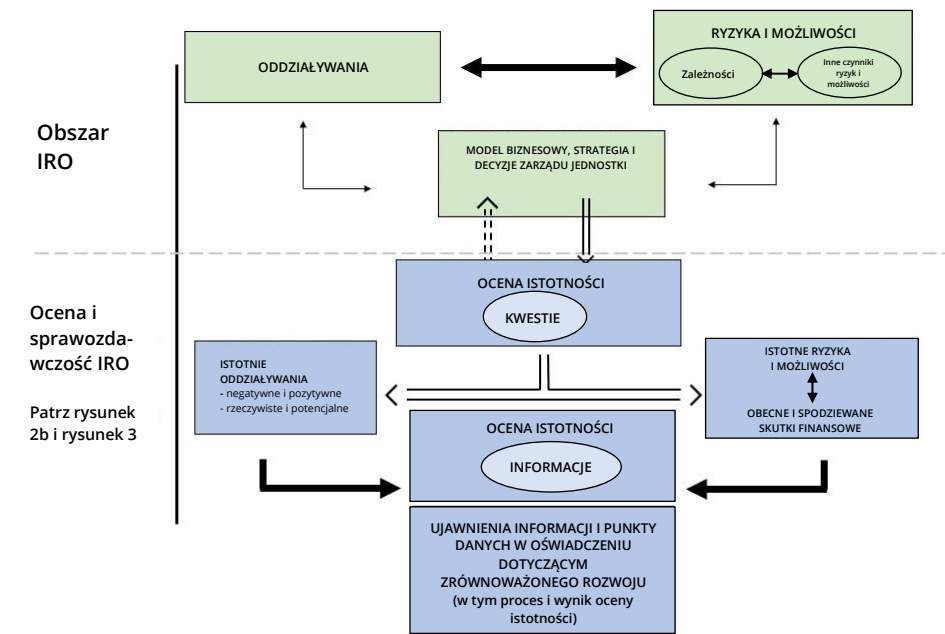 ODDZIAŁYWANIA
RYZYKA I MOŻLIWOŚCI
Zależności
Inne czynniki
ryzyk i
możliwości
Obszar
IRO
MODEL BIZNESOWY, STRATEGIA I
DECYZJE ZARZĄDU JEDNOSTKI
OCENA ISTOTNOŚCI
KWESTIE
Ocena i
sprawozda-
wczość IRO
Patrz rysunek
2b i rysunek 3
ISTOTNIE
ODDZIAŁYWANIA
- negatywne i pozytywne
- rzeczywiste i potencjalne
ISTOTNE RYZYKA
I MOŻLIWOŚCI
OBECNE I SPODZIEWANE
SKUTKI FINANSOWE
OCENA ISTOTNOŚCI
INFORMACJE
UJAWNIENIA INFORMACJI I PUNKTY
DANYCH W OŚWIADCZENIU
DOTYCZĄCYM
ZRÓWNOWAŻONEGO ROZWOJU
(w tym proces i wynik oceny
istotności)